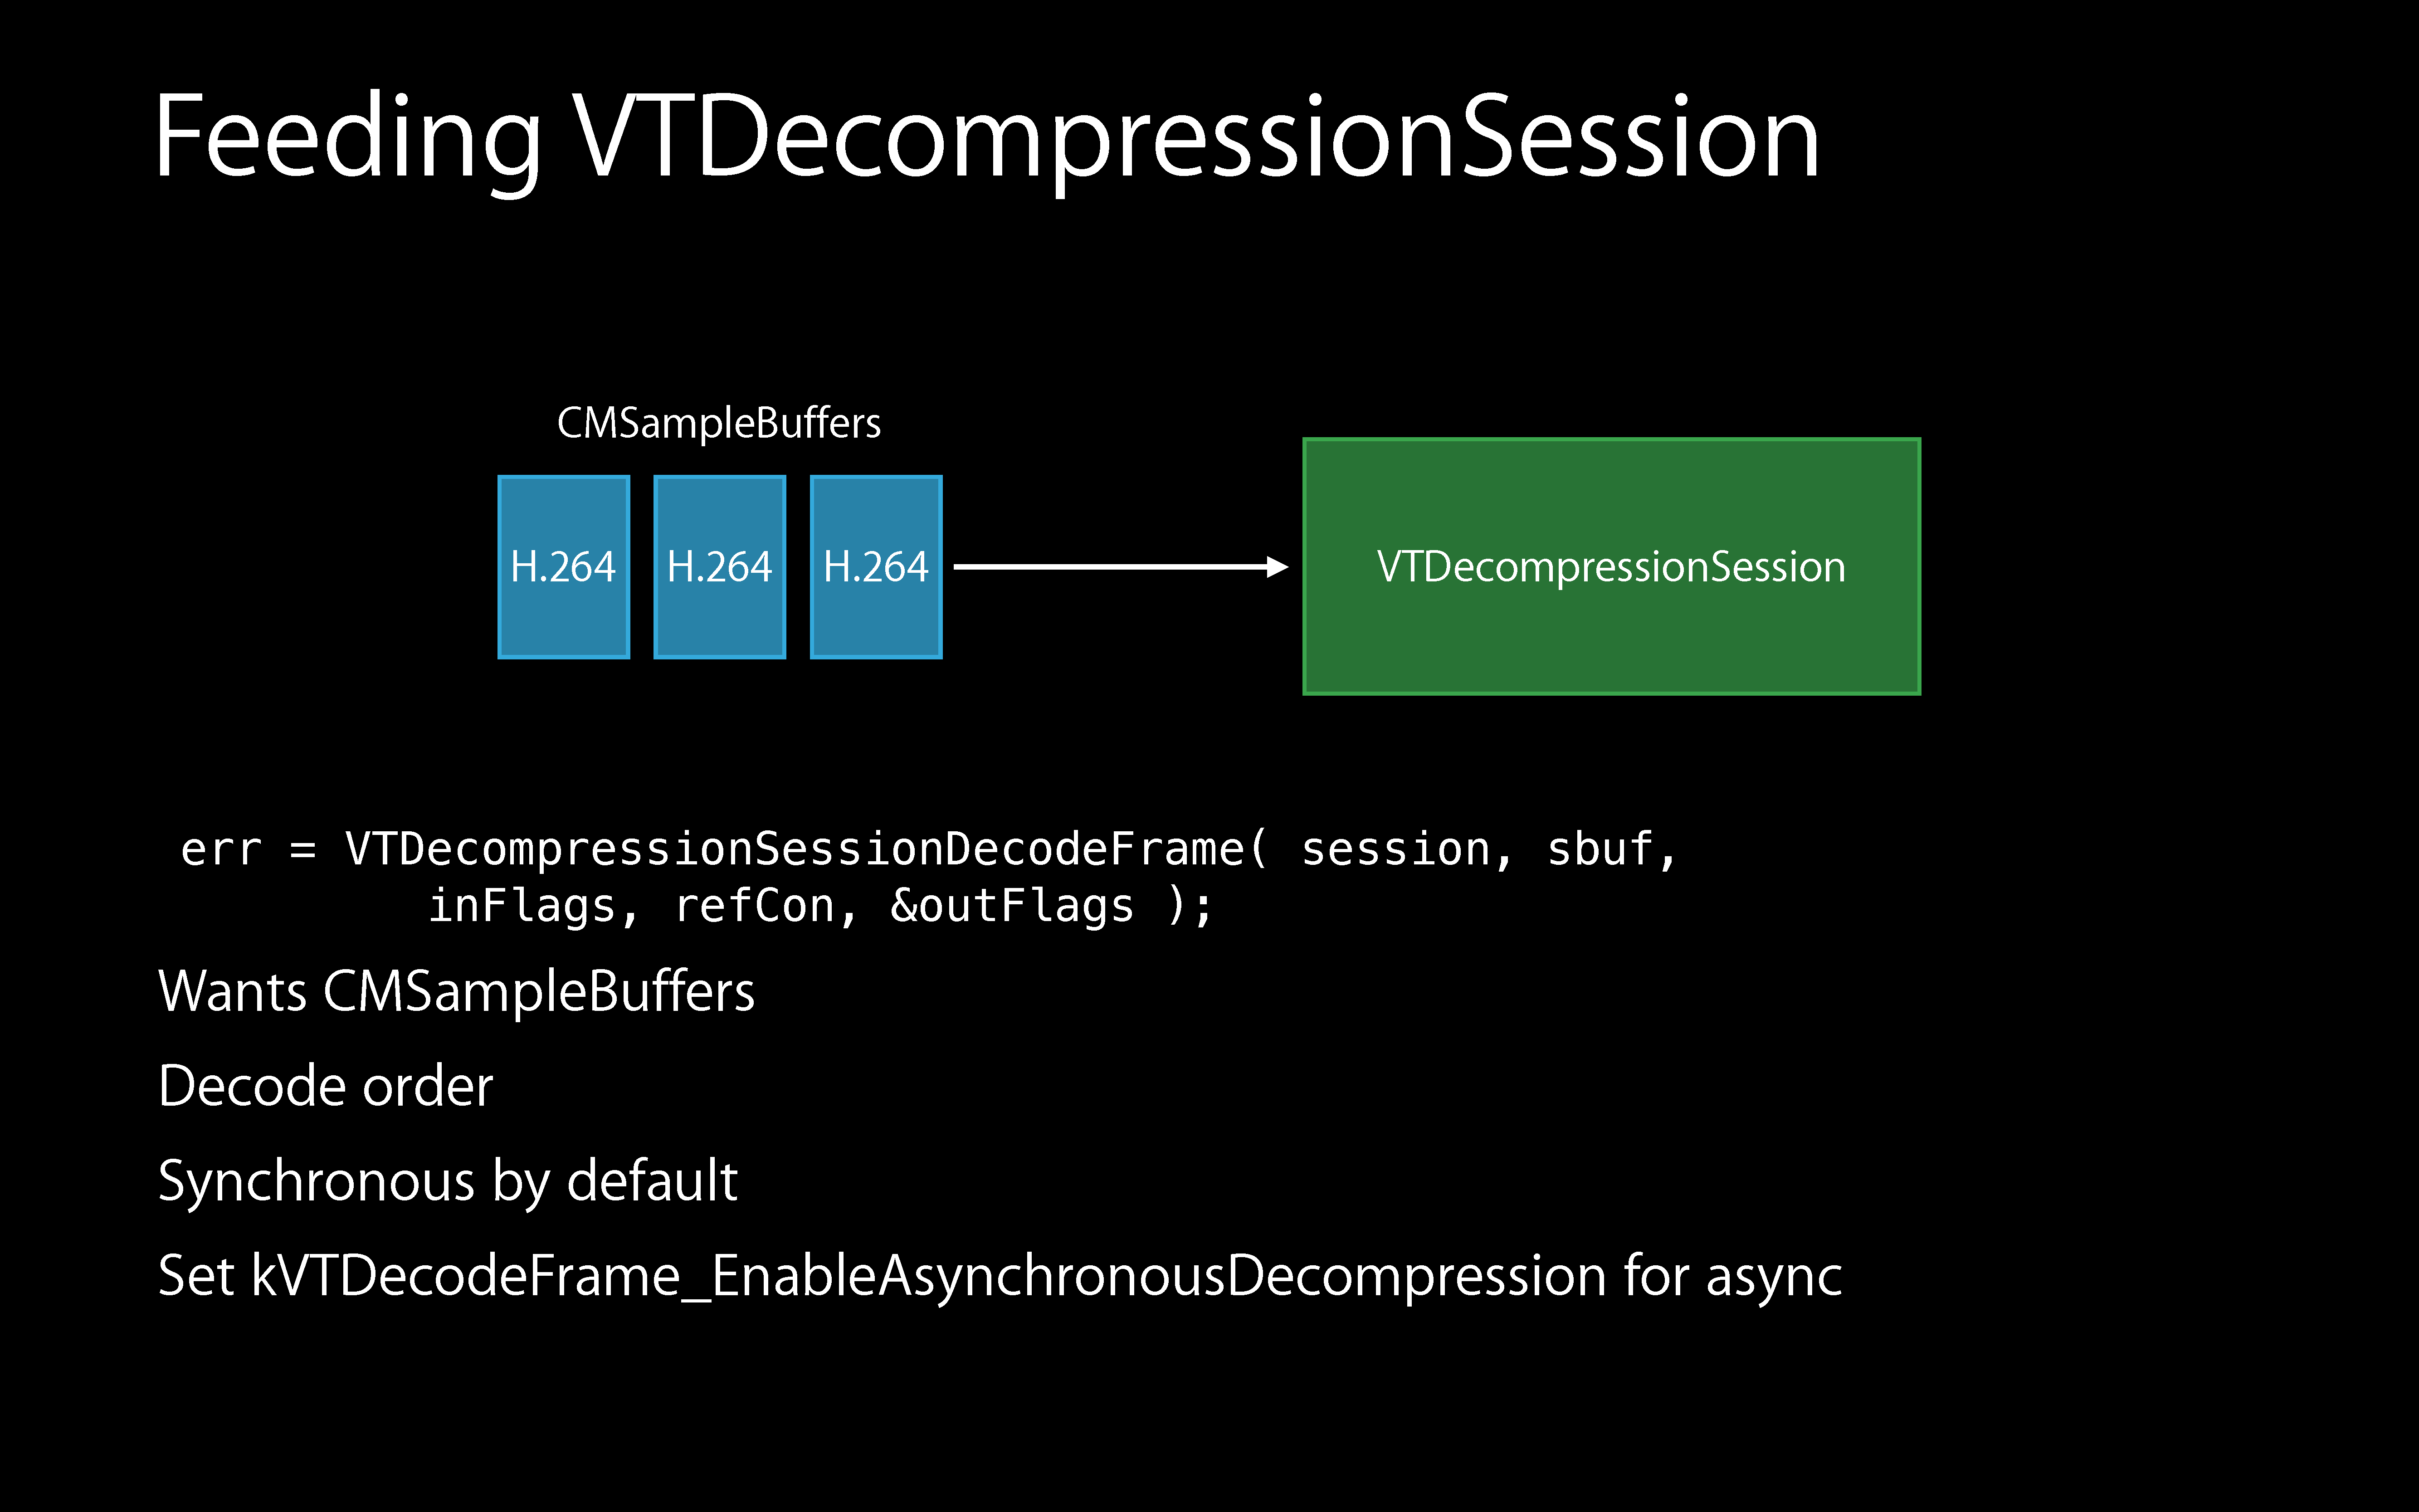 Feeding VTDecompressionSession
CMSampleBuffers
H.264 H.264 H.264
VTDecompressionSession
err = VTDecompressionSessionDecodeFrame( session, sbuf,
inFlags, refCon, &outFlags );
Wants CMSampleBuffers
Decode order
Synchronous by default
Set kVTDecodeFrame_EnableAsynchronousDecompression for async